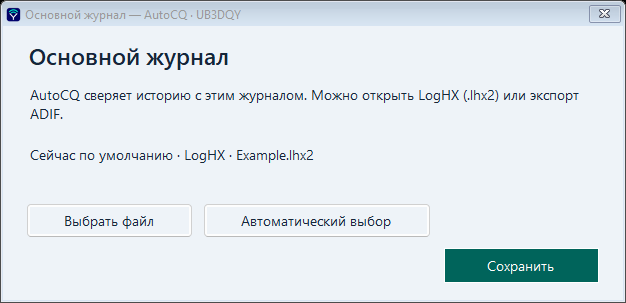 Основной журнал — AutoCQ · UB3DQY
Основной журнал
AutoCQ сверяет историю с этим журналом. Можно открыть LogHX (.lhx2) или экспорт
ADIF.
Сейчас по умолчанию · LogHX · Example.lhx2
Выбрать файл
Автоматический выбор
Сохранить